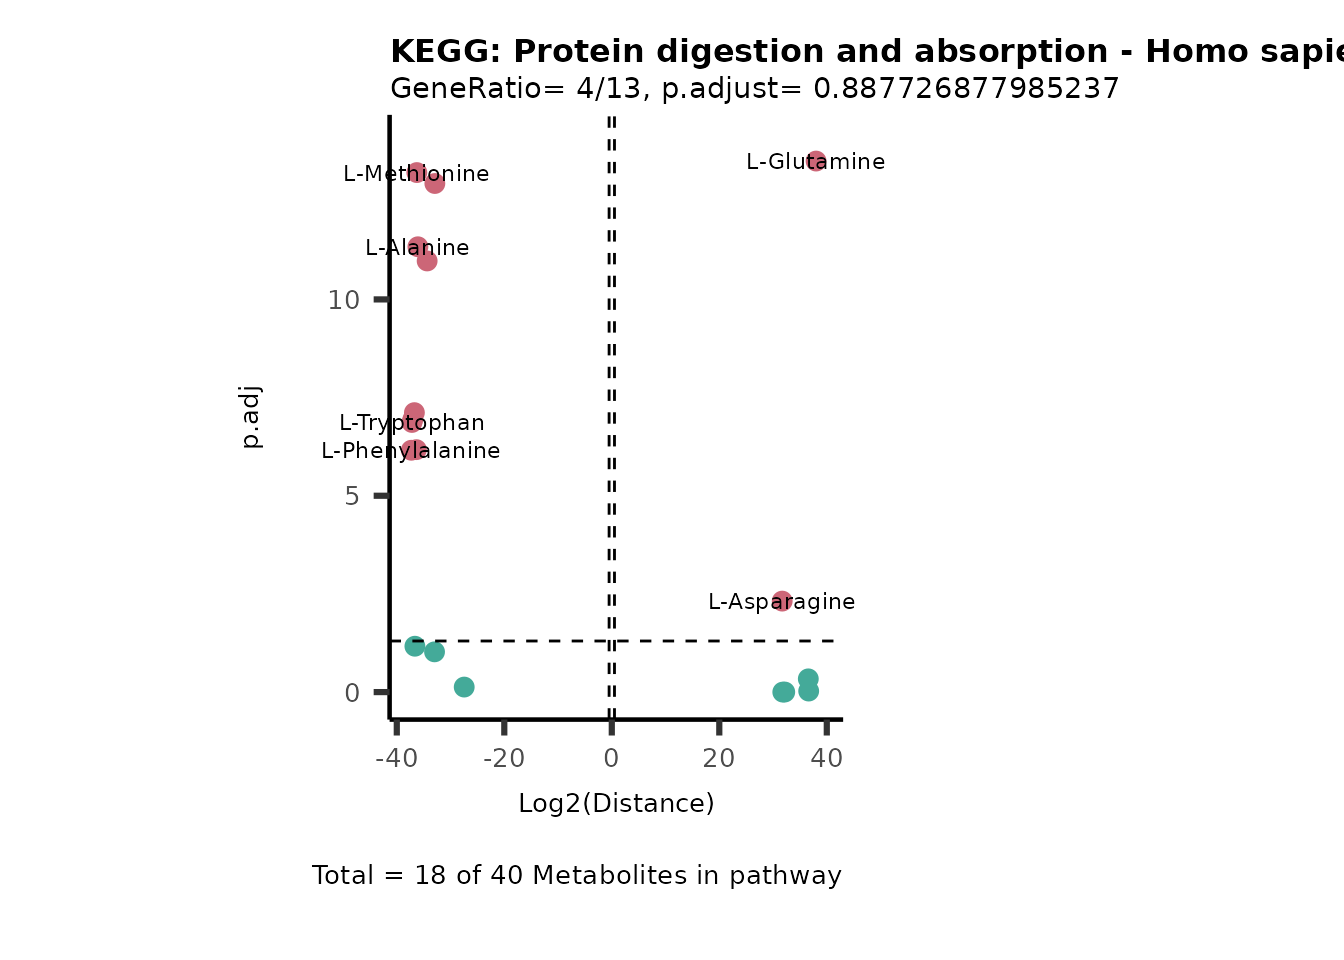 KEGG: Protein digestion and absorption - Homo sapie
GeneRatio= 4/13, p.adjust= 0.887726877985237
L-Glutamine
L-Methionine
L-Alanine
10
L-Tryptophan
L-Phenylalanine
p.adj
5
L-Asparagine
0
-40 -20 0 20 40
Log2(Distance)
Total = 18 of 40 Metabolites in pathway